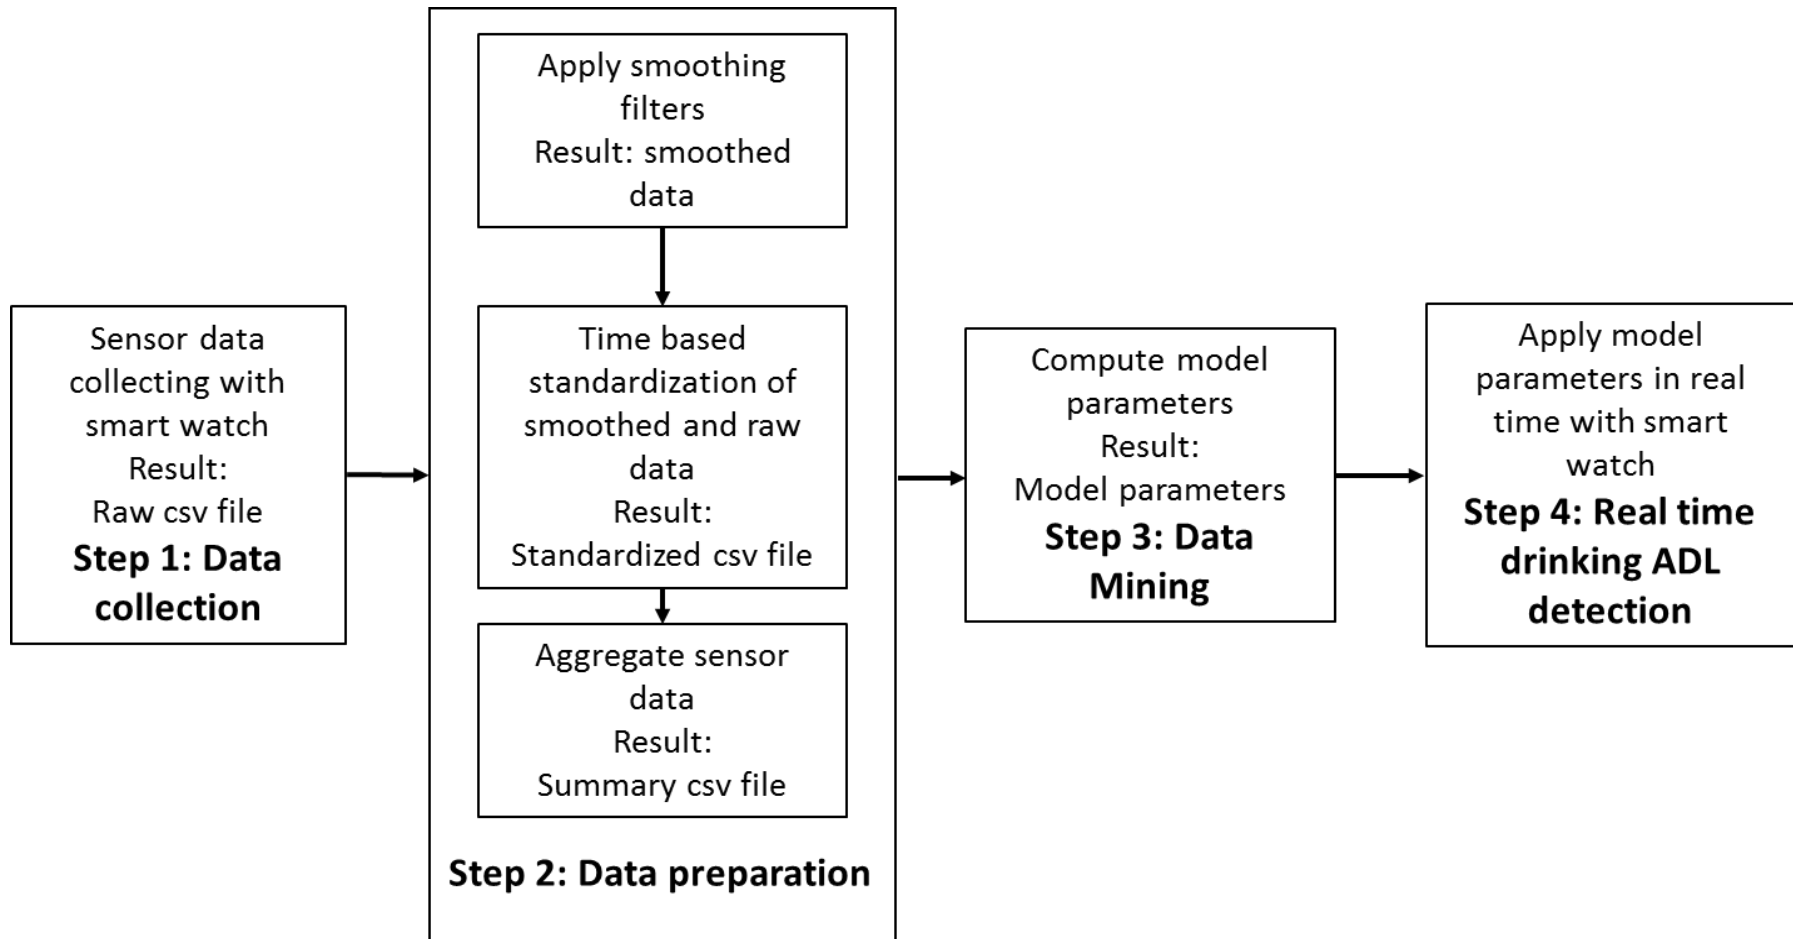 Sensor data
collecting with
smart watch
Result:
Raw csv file
Step 1: Data
collection
Apply smoothing
filters
Result: smoothed
data
Time based
standardization of
smoothed and raw
data
Result:
Standardized csv file
Aggregate sensor
data
Result:
Summary csv file
Step 2: Data preparation
Compute model
parameters
Result:
Model parameters
Step 3: Data
Mining
Apply model
parameters in real
time with smart
watch
Step 4: Real time
drinking ADL
detection